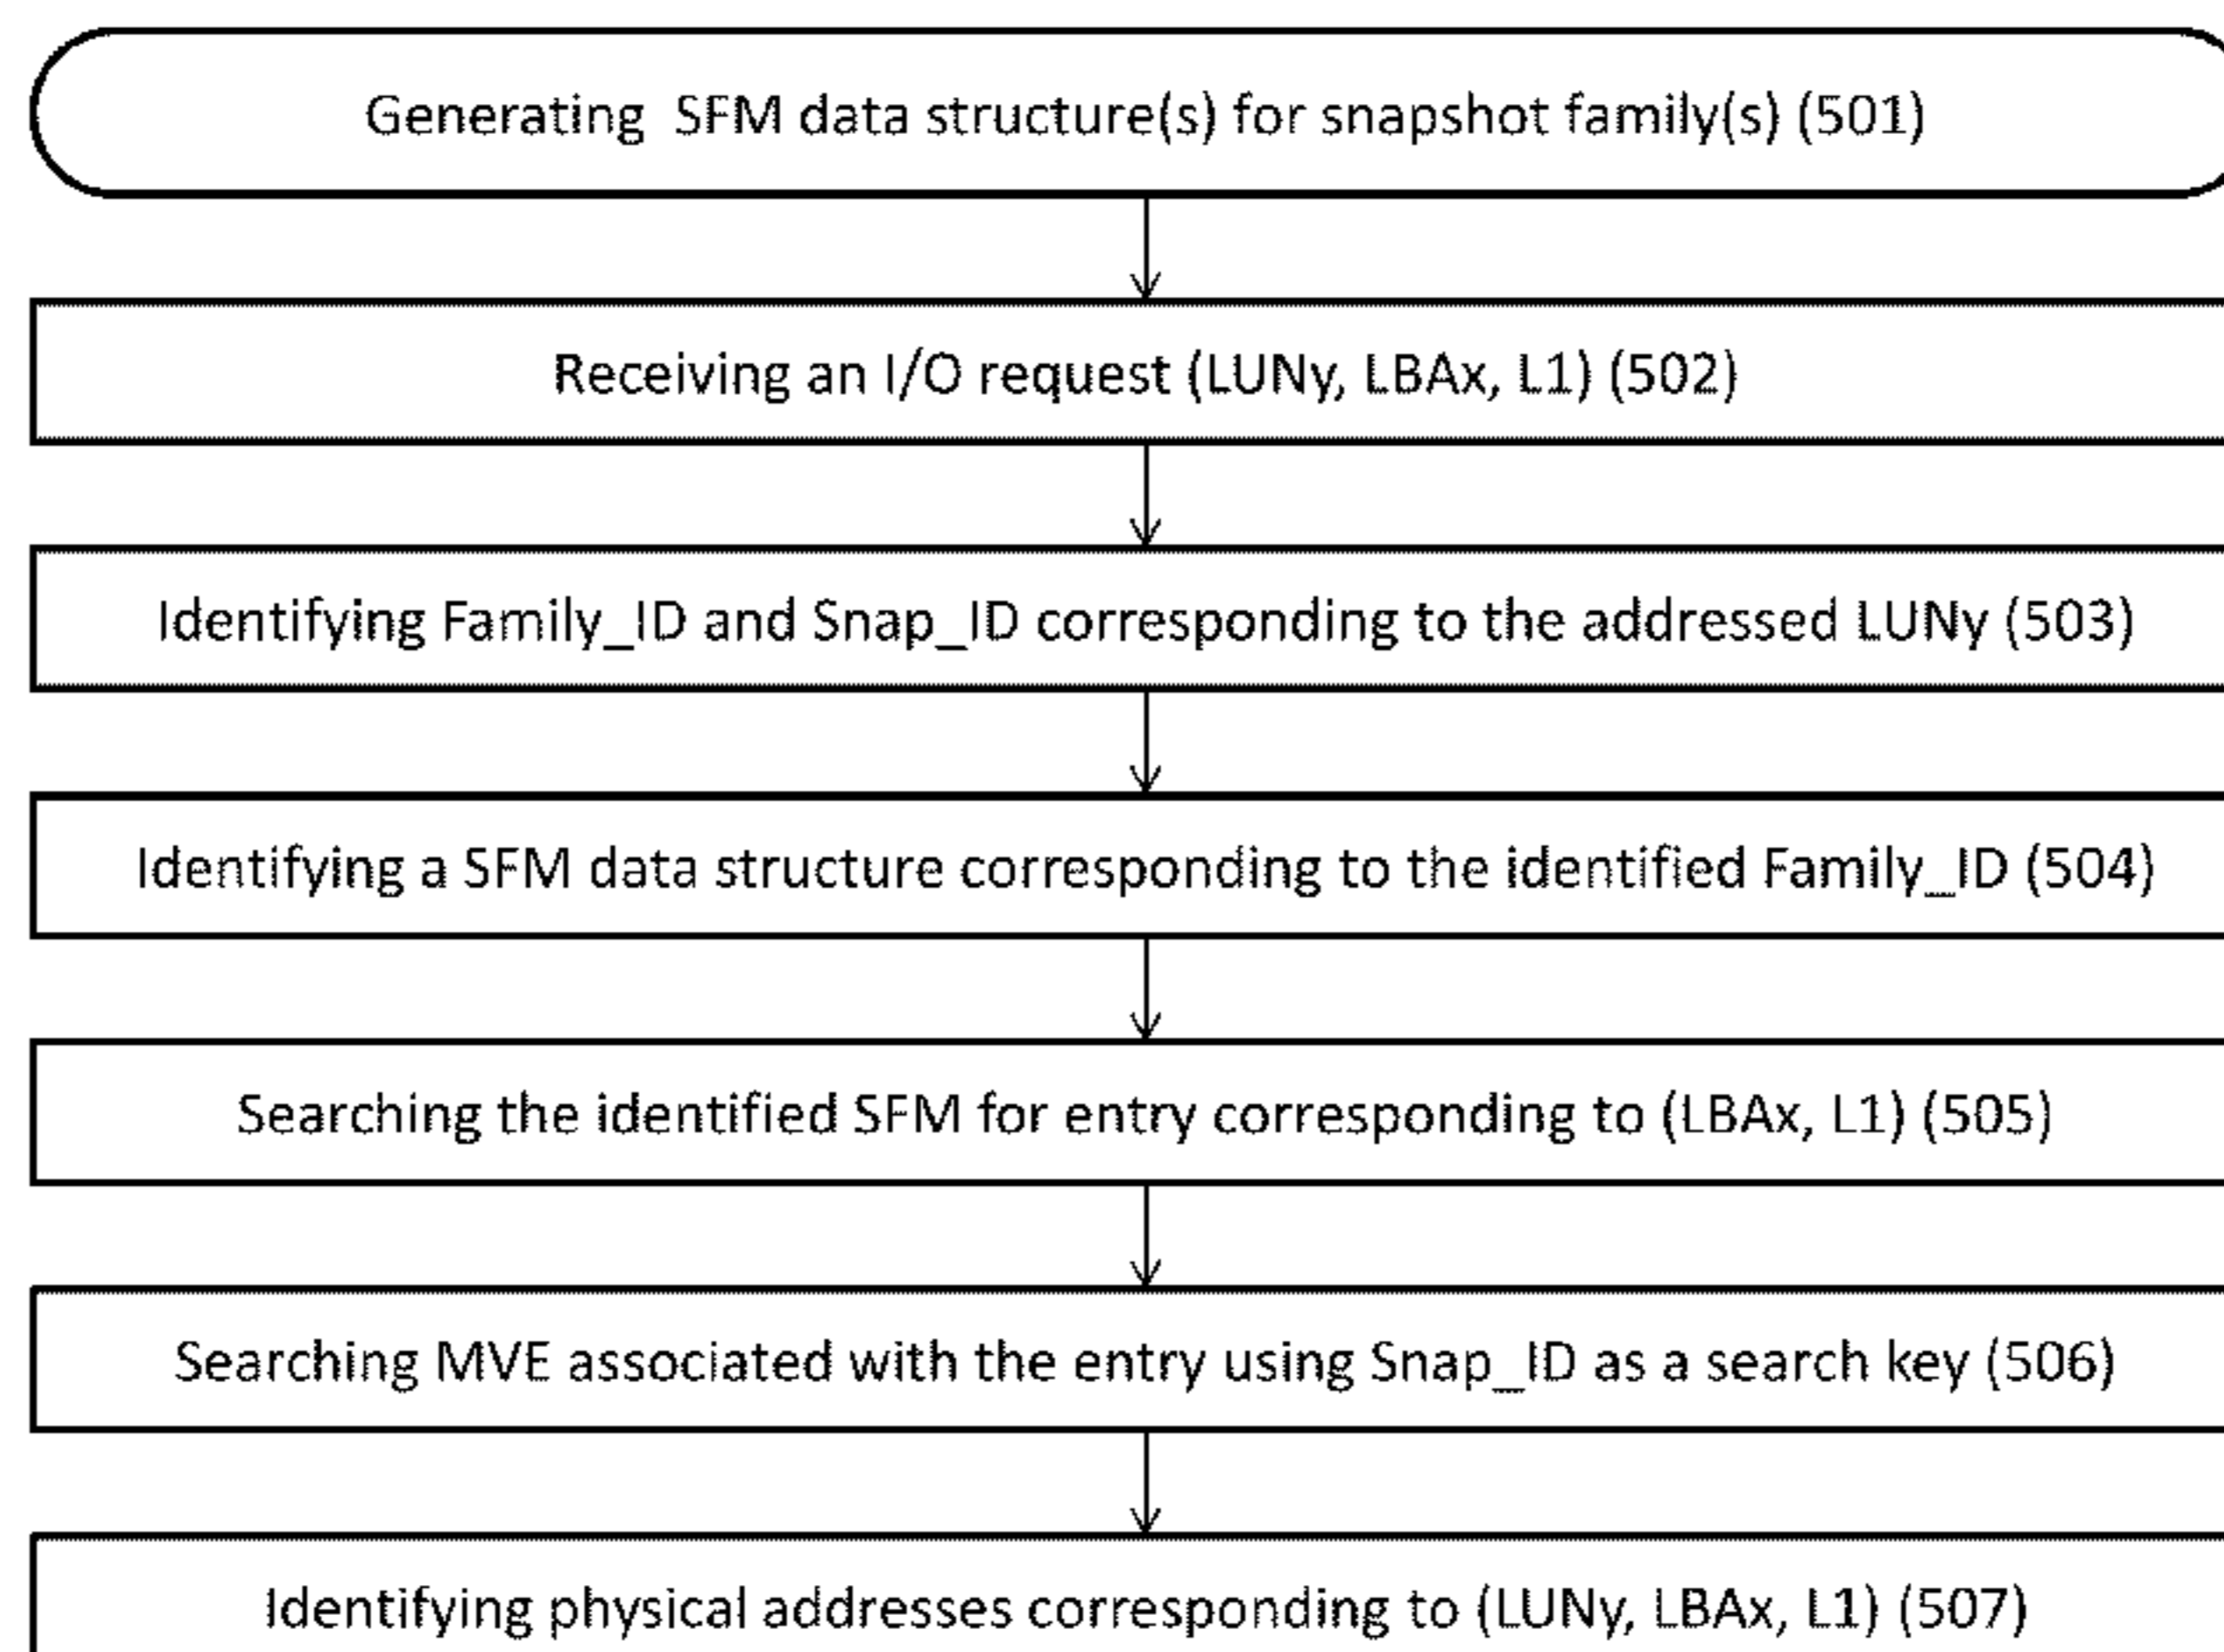 Generating SFM data structure(s) for snapshot family(s) (501)
Receiving an I/O request (LUNy, LBAx, L1) (502)
Identifying Family_ID and Snap_ID corresponding to the addressed LUNy (503)
Identifying a SFM data structure corresponding to the identified Family_ID (504)
Searching the identified SFM for entry corresponding to (LBAx, L1) (505)
Searching MVE associated with the entry using Snap_ID as a search key (506)
Identifying physical addresses corresponding to (LUNy, LBAx, L1) (507)